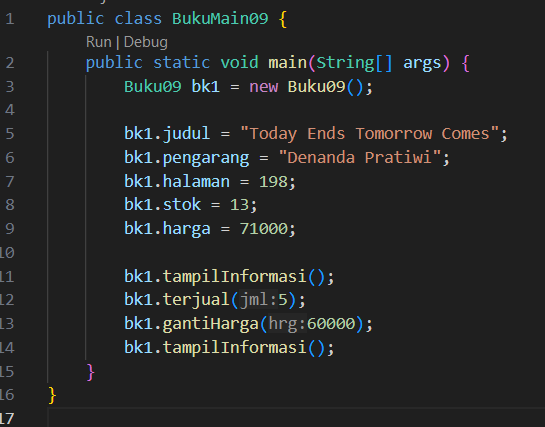 1 public class BukuMain09 {
Run | Debug
2 public static void main(String[] args) {
3 Buku09 bk1 = new Buku09();
4
5 bk1.judul = "Today Ends Tomorrow Comes";
6 bk1.pengarang = "Denanda Pratiwi";
7 bk1.halaman = 198;
8 bk1.stok = 13;
9 bk1.harga = 71000;
10
11 bk1.tampilInformasi();
12 bk1.terjual(jml:5);
13 bk1.gantiHarga(hrg:60000);
14 bk1.tampilInformasi();
15 }
16 }
17